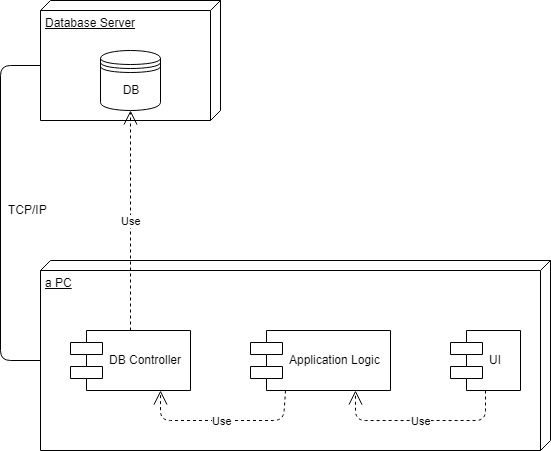 Database Server
DB
TCP/IP
Use
a PC
DB Controller
Application Logic
UI
Use
Use